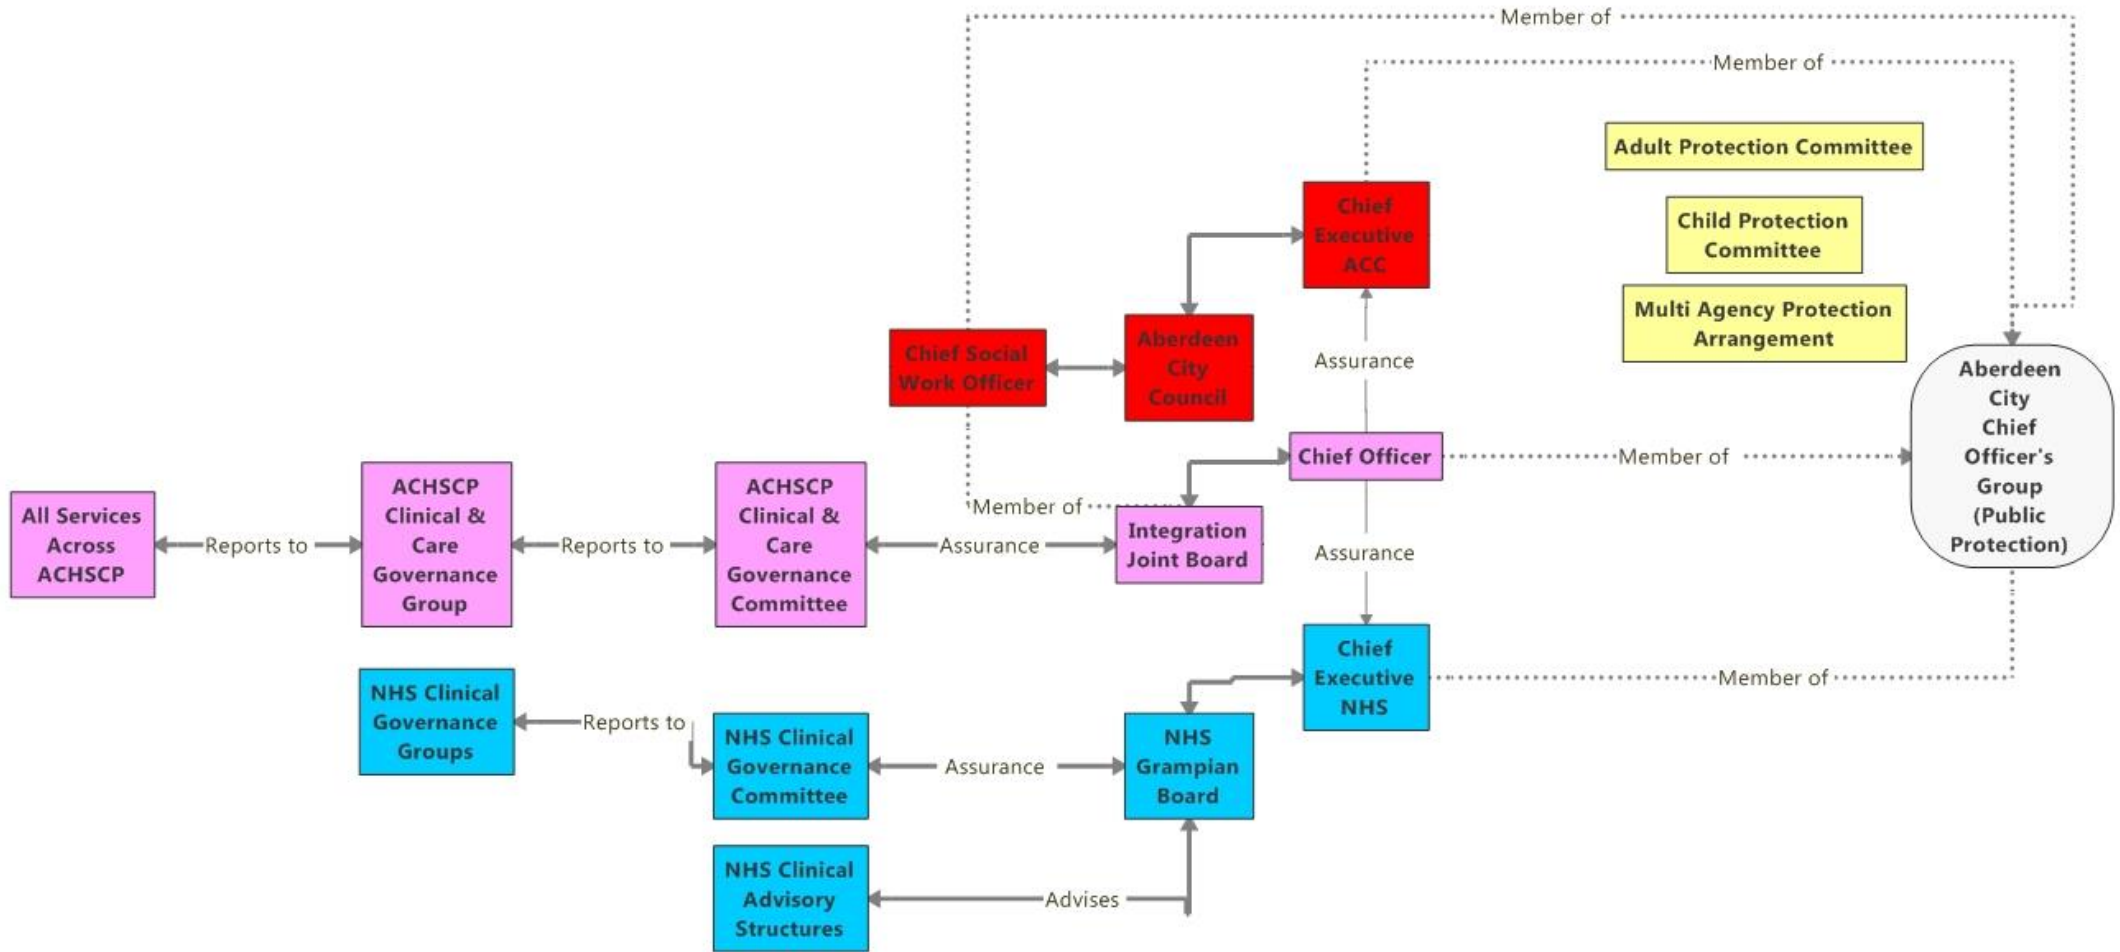 Member of
Member of
Adult Protection Committee
Chief
Executive
ACC
Child Protection
Committee
Multi Agency Protection
Arrangement
Chief Social
Work Officer
Aberdeen
City
Council
Assurance
Aberdeen
City
Chief
Officer's
Group
(Public
Protection)
Chief Officer
Member of
All Services
Across
ACHSCP
Reports to
ACHSCP
Clinical &
Care
Governance
Group
Reports to
ACHSCP
Clinical &
Care
Governance
Committee
Assurance
Member of
Integration
Joint Board
Assurance
Chief
Executive
NHS
Member of
NHS Clinical
Governance
Groups
Reports to
NHS Clinical
Governance
Committee
Assurance
NHS
Grampian
Board
NHS Clinical
Advisory
Structures
Advises